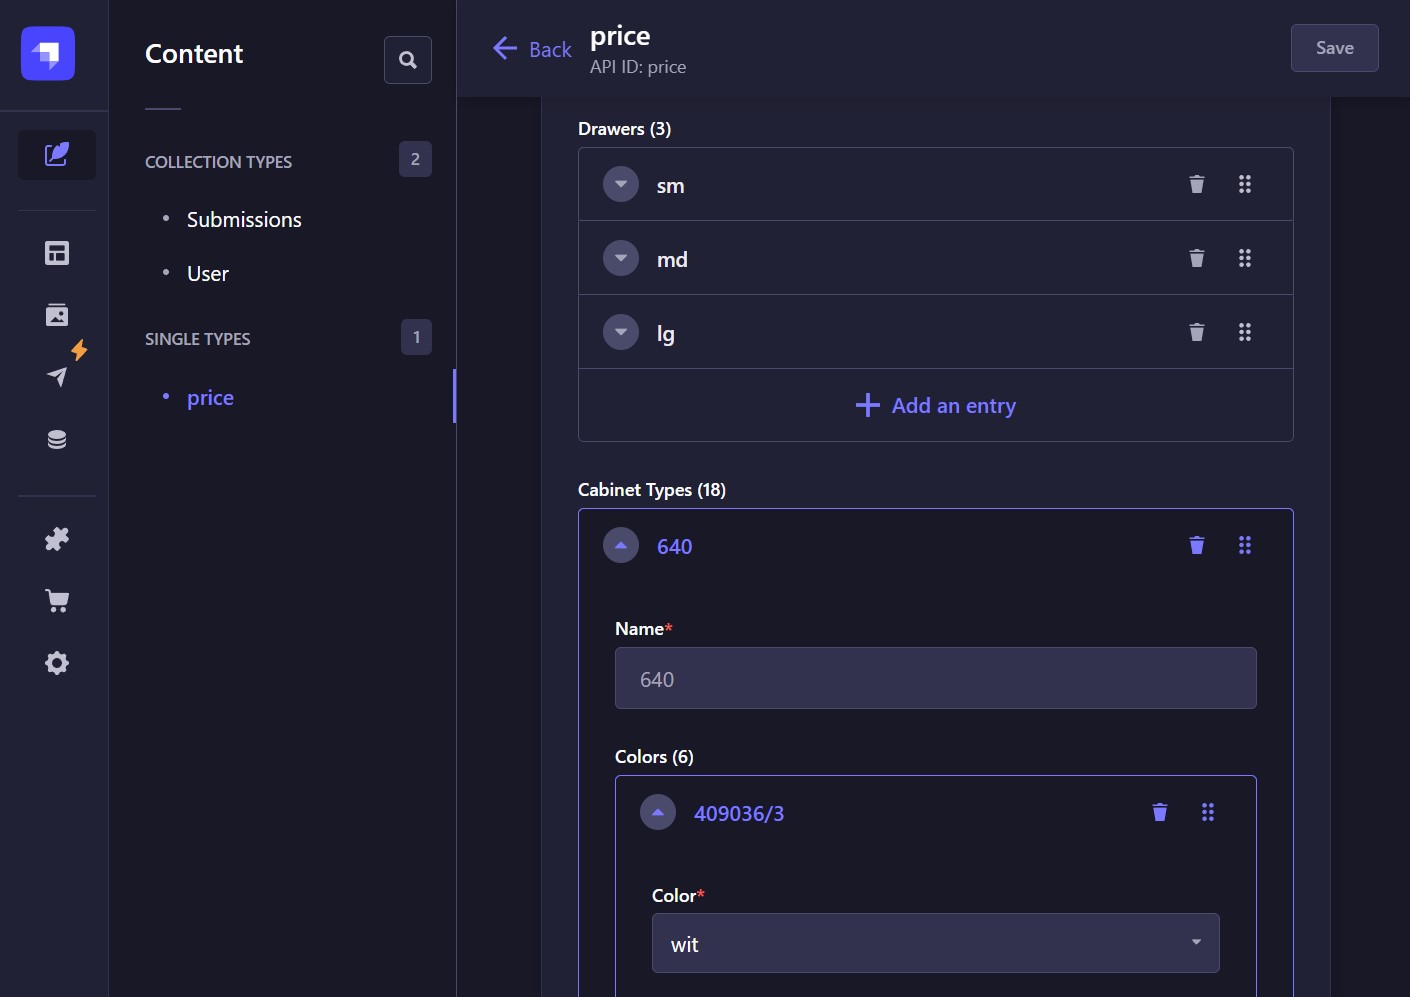 Content
COLLECTION TYPES
2
Submissions
User
SINGLE TYPES
1
price
Back
price
API ID: price
Save
Drawers (3)
sm
md
lg
Add an entry
Cabinet Types (18)
640
Name*
640
Colors (6)
409036/3
Color*
wit